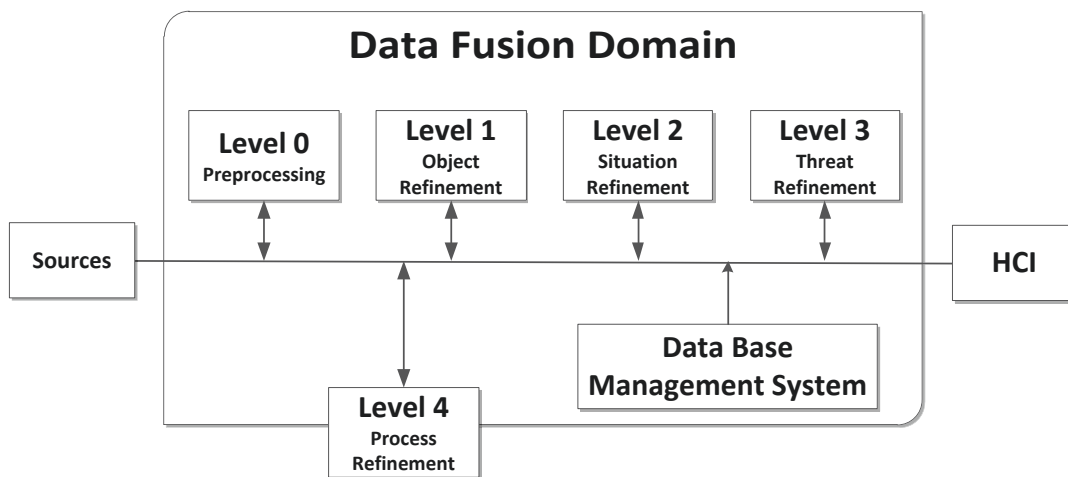 Data Fusion Domain
Level 0
Preprocessing
Level 1
Object
Refinement
Level 2
Situation
Refinement
Level 3
Threat
Refinement
Sources
HCI
Data Base
Management System
Level 4
Process
Refinement